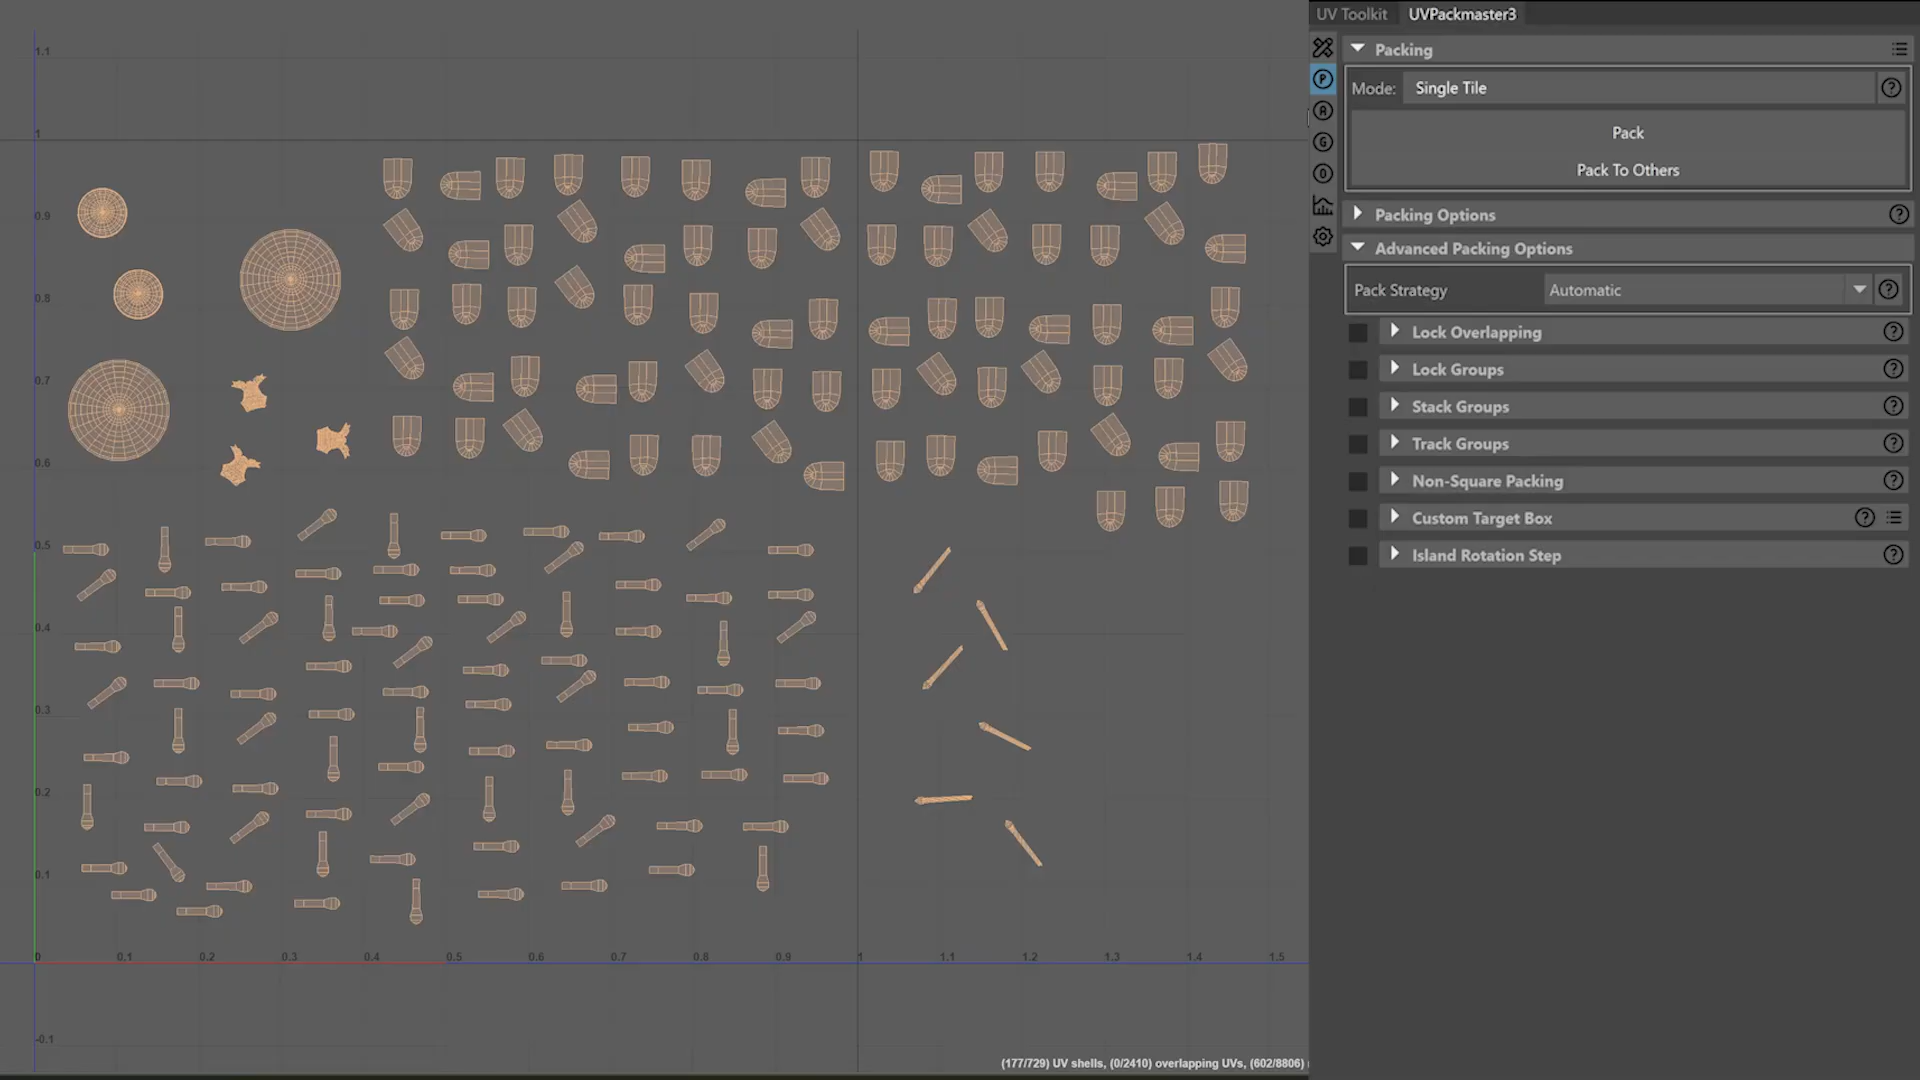 UV Toolkit UVPackmaster3
Packing
Mode: Single Tile
Pack
Pack To Others
Packing Options
Advanced Packing Options
Pack Strategy Automatic
Lock Overlapping
Lock Groups
Stack Groups
Track Groups
Non-Square Packing
Custom Target Box
Island Rotation Step
1.1
1
0.9
0.8
0.7
0.6
0.5
0.4
0.3
0.2
0.1
0 0.1 0.2 0.3 0.4 0.5 0.6 0.7 0.8 0.9 1 1.1 1.2 1.3 1.4 1.5
-0.1
(177/729) UV shells, (0/2410) overlapping UVs, (602/8806)